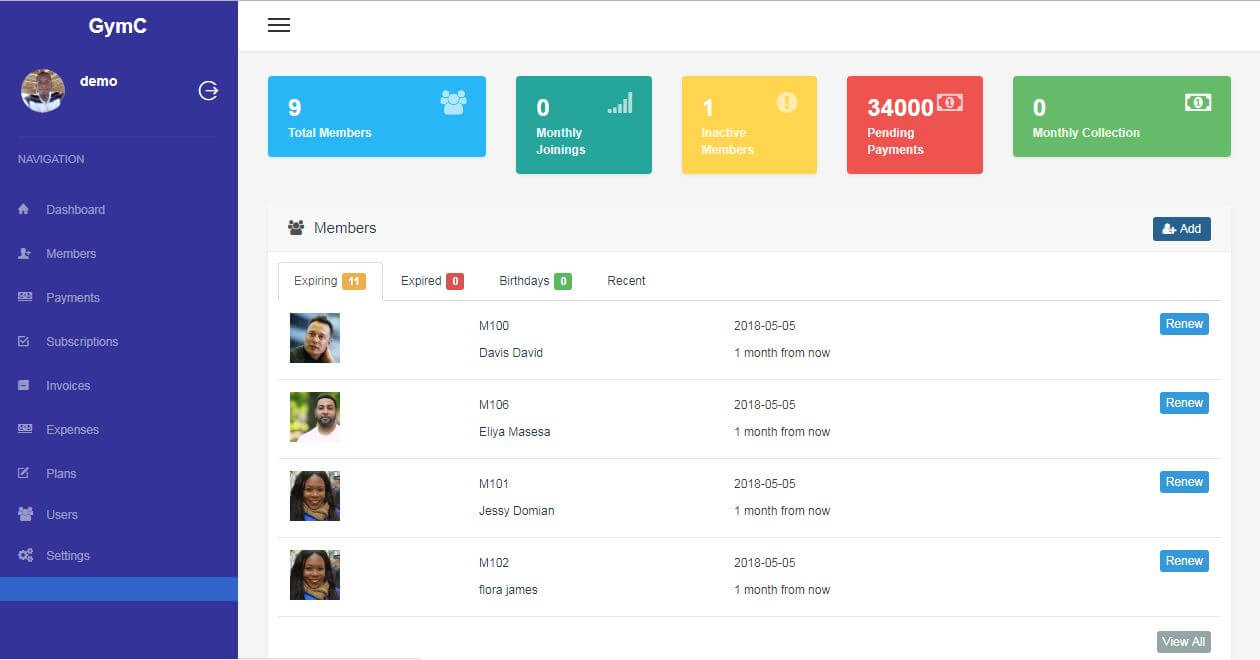 GymC
demo
NAVIGATION
Dashboard
Members
Payments
Subscriptions
Invoices
Expenses
Plans
Users
Settings
9
Total Members
0
Monthly
Joinings
1
Inactive
Members
34000
Pending
Payments
0
Monthly Collection
Members
Add
Expiring 11 Expired 0 Birthdays 0 Recent
M100 2018-05-05 Renew
Davis David 1 month from now
M106 2018-05-05 Renew
Eliya Masesa 1 month from now
M101 2018-05-05 Renew
Jessy Domian 1 month from now
M102 2018-05-05 Renew
flora james 1 month from now
View All